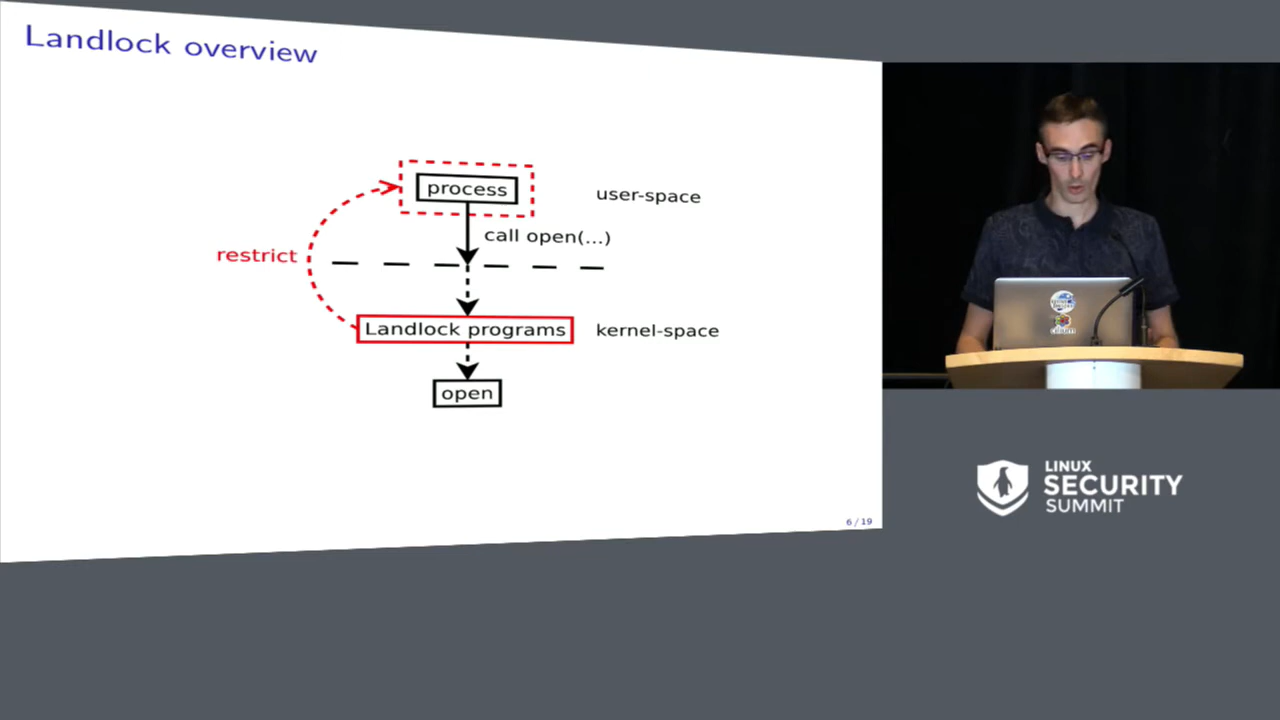 Landlock overview
process
user-space
call open(...)
restrict
Landlock programs
kernel-space
open
6 / 19
LINUX
SECURITY
SUMMIT